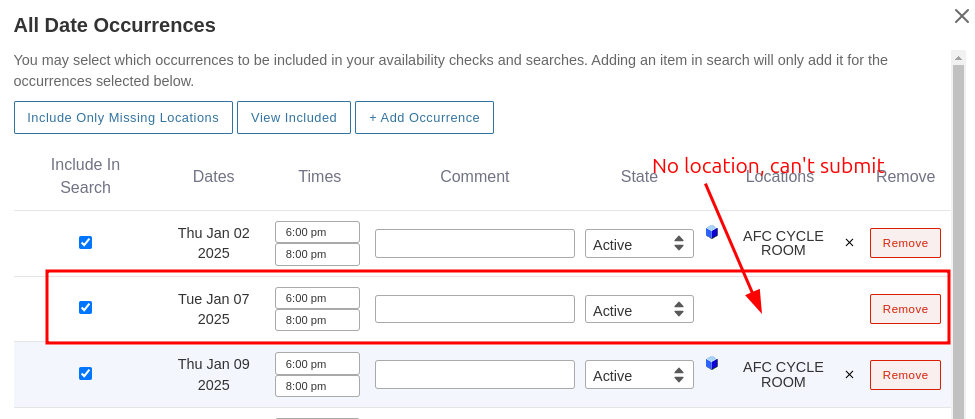 All Date Occurrences
You may select which occurrences to be included in your availability checks and searches. Adding an item in search will only add it for the
occurrences selected below.
Include Only Missing Locations
View Included
+ Add Occurrence
No location, can't submit
Include In
Search
Dates
Times
Comment
State
Locations
Remove
Thu Jan 02
2025
6:00 pm
8:00 pm
Active
AFC CYCLE
ROOM
×
Remove
Tue Jan 07
2025
6:00 pm
8:00 pm
Active
Remove
Thu Jan 09
2025
6:00 pm
8:00 pm
Active
AFC CYCLE
ROOM
×
Remove